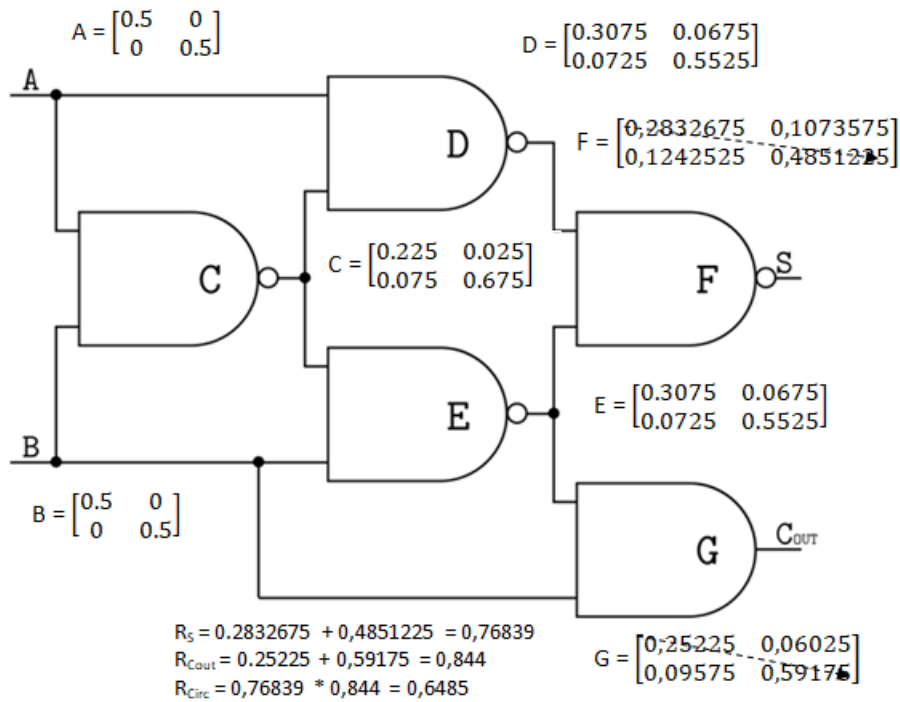 A = [0.5 0
0 0.5]
D = [0.3075 0.0675
0.0725 0.5525]
A
D
F = [0,2832675 0,1073575
0,1242525 0,4851225]
C
C = [0.225 0.025
0.075 0.675]
F
S
E
E = [0.3075 0.0675
0.0725 0.5525]
B
B = [0.5 0
0 0.5]
G
COUT
RS = 0.2832675 + 0,4851225 = 0,76839
RCout = 0.25225 + 0,59175 = 0,844
RCirc = 0,76839 * 0,844 = 0,6485
G = [0,25225 0,06025
0,09575 0,59175]